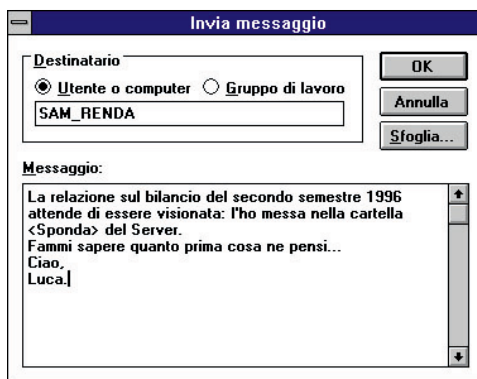 Invia messaggio
Destinatario
Utente o computer Gruppo di lavoro
SAM_RENDA
OK
Annulla
Sfoglia...
Messaggio:
La relazione sul bilancio del secondo semestre 1996
attende di essere visionata: l'ho messa nella cartella
<Sponda> del Server.
Fammi sapere quanto prima cosa ne pensi...
Ciao,
Luca.